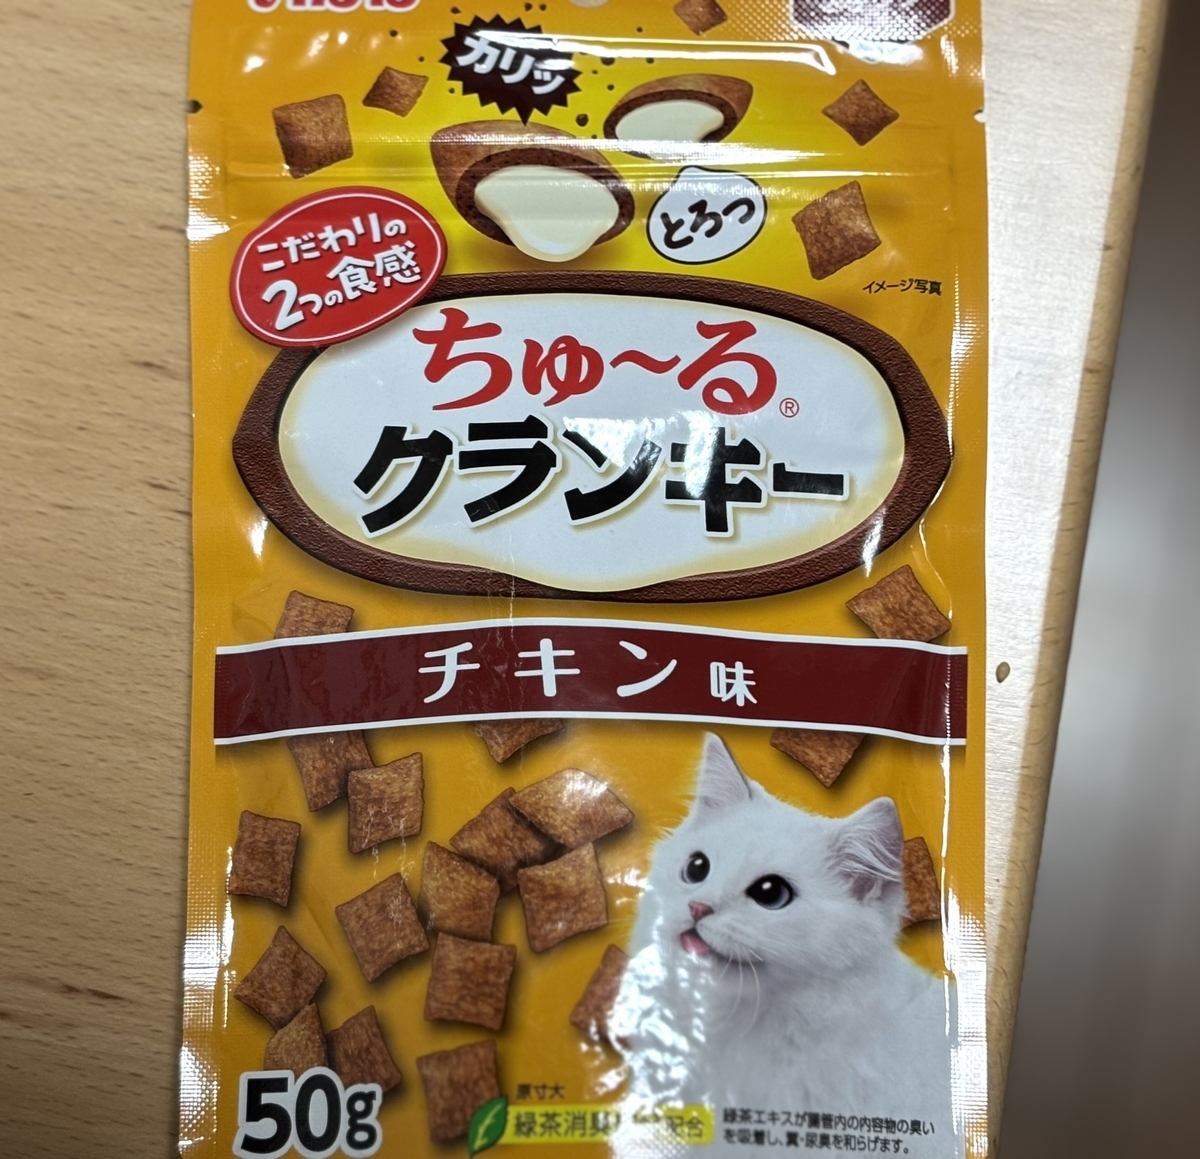 カリッ
とろっ
こだわりの
2つの食感
イメージ写真
ちゅ〜る®
クランキー
チキン味
50g
原寸大
緑茶消臭 配合
緑茶エキスが腸管内の内容物の臭い
を吸着し、糞・尿臭を和らげます。